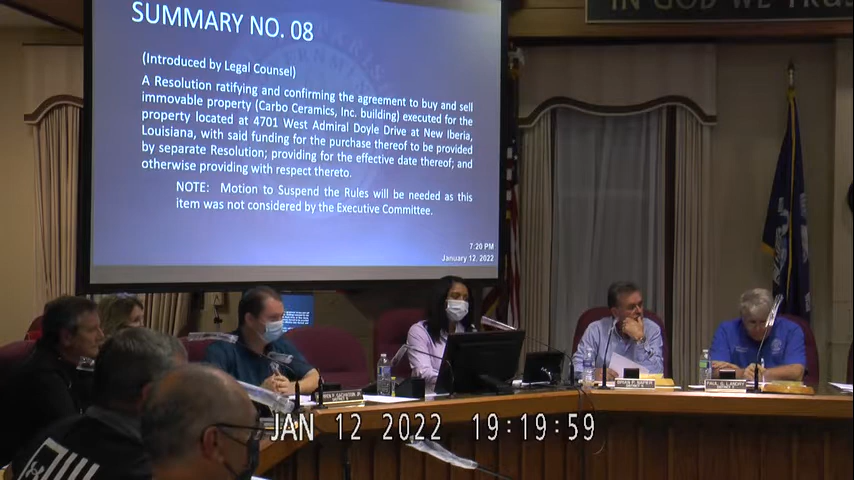 IN GOD WE TRUS
SUMMARY NO. 08
(Introduced by Legal Counsel)
A Resolution ratifying and confirming the agreement to buy and sell
immovable property (Carbo Ceramics, Inc. building) executed for the
property located at 4701 West Admiral Doyle Drive at New Iberia,
Louisiana, with said funding for the purchase thereof to be provided
by separate Resolution; providing for the effective date thereof; and
otherwise providing with respect thereto.
NOTE: Motion to Suspend the Rules will be needed as this
item was not considered by the Executive Committee.
7:20 PM
January 12, 2022
PAUL G. LANDRY
JAN 12 2022 19:19:59